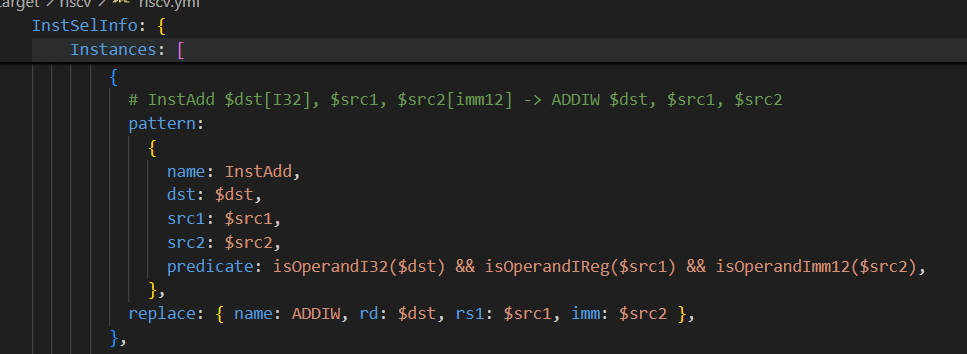 target > riscv > riscv.yml
InstSelInfo: {
Instances: [
{
# InstAdd $dst[I32], $src1, $src2[imm12] -> ADDIW $dst, $src1, $src2
pattern:
{
name: InstAdd,
dst: $dst,
src1: $src1,
src2: $src2,
predicate: isOperandI32($dst) && isOperandIReg($src1) && isOperandImm12($src2),
},
replace: { name: ADDIW, rd: $dst, rs1: $src1, imm: $src2 },
},